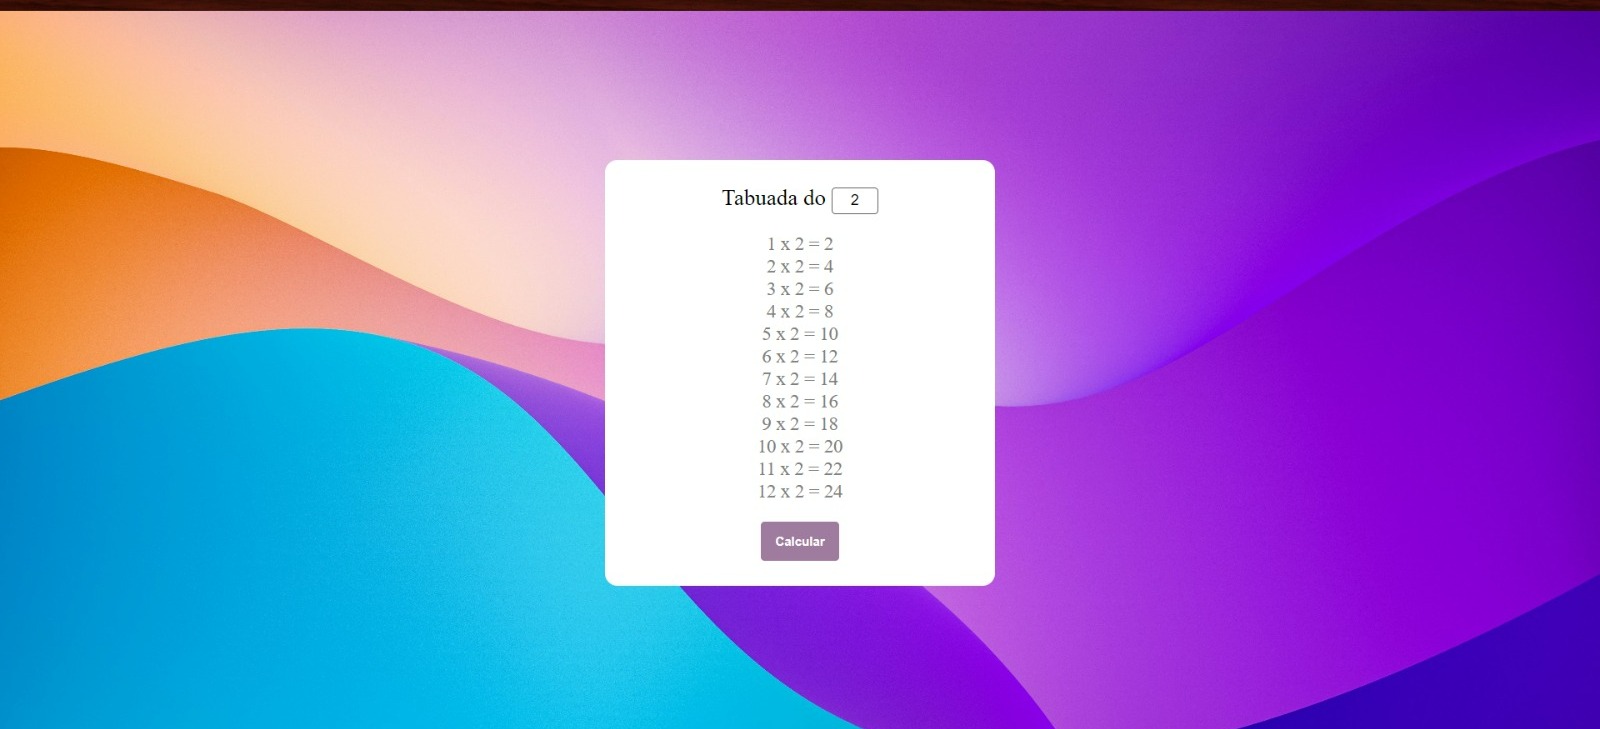 Tabuada do 2
1 x 2 = 2
2 x 2 = 4
3 x 2 = 6
4 x 2 = 8
5 x 2 = 10
6 x 2 = 12
7 x 2 = 14
8 x 2 = 16
9 x 2 = 18
10 x 2 = 20
11 x 2 = 22
12 x 2 = 24
Calcular